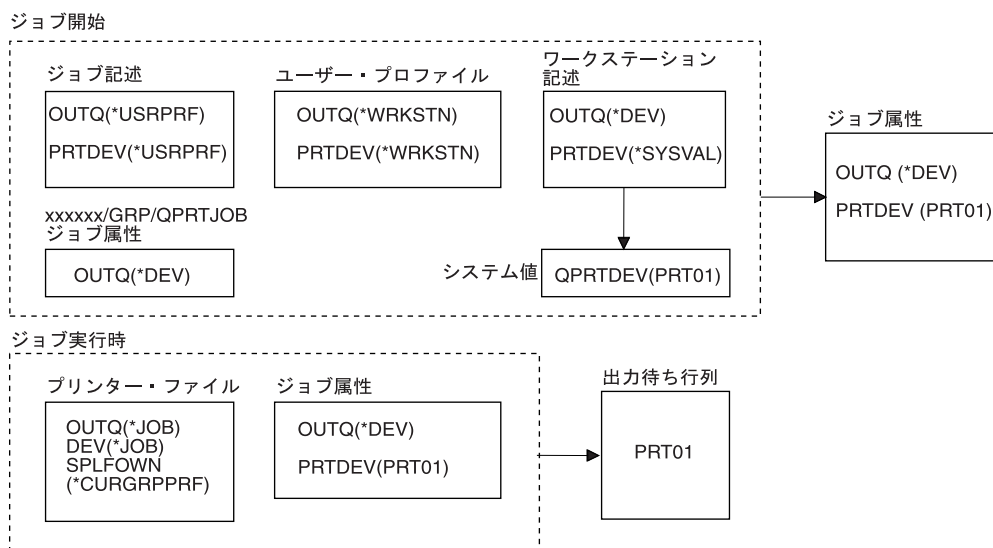 ジョブ開始
ジョブ記述
OUTQ(*USRPRF)
PRTDEV(*USRPRF)
ユーザー・プロファイル
OUTQ(*WRKSTN)
PRTDEV(*WRKSTN)
ワークステーション
記述
OUTQ(*DEV)
PRTDEV(*SYSVAL)
ジョブ属性
OUTQ (*DEV)
PRTDEV (PRT01)
xxxxxx/GRP/QPRTJOB
ジョブ属性
OUTQ(*DEV)
システム値
QPRTDEV(PRT01)
ジョブ実行時
プリンター・ファイル
OUTQ(*JOB)
DEV(*JOB)
SPLFOWN
(*CURGRPPRF)
ジョブ属性
OUTQ(*DEV)
PRTDEV(PRT01)
出力待ち行列
PRT01